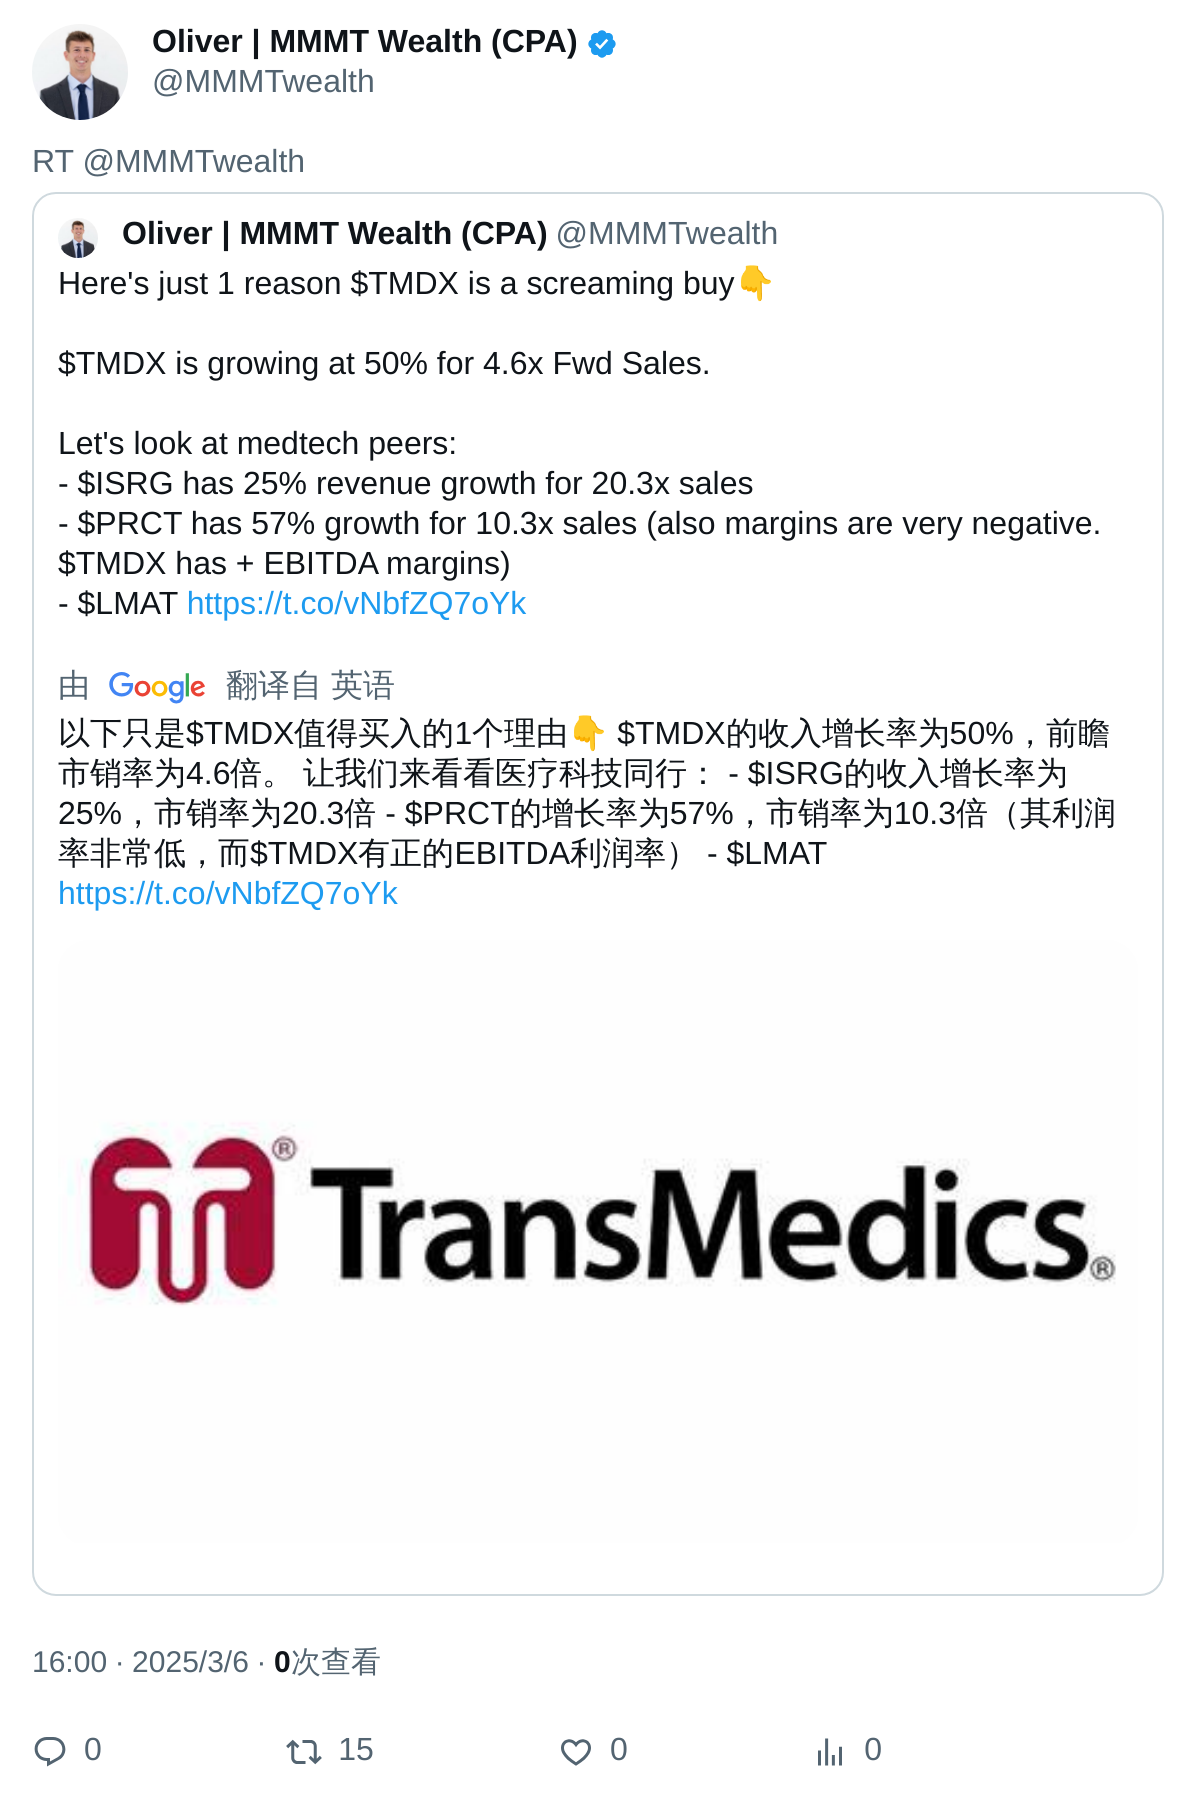 Oliver | MMMT Wealth (CPA)
@MMMTwealth
RT @MMMTwealth
Oliver | MMMT Wealth (CPA) @MMMTwealth
Here's just 1 reason $TMDX is a screaming buy👇
$TMDX is growing at 50% for 4.6x Fwd Sales.
Let's look at medtech peers:
- $ISRG has 25% revenue growth for 20.3x sales
- $PRCT has 57% growth for 10.3x sales (also margins are very negative.
$TMDX has + EBITDA margins)
- $LMAT https://t.co/vNbfZQ7oYk
由 Google 翻译自 英语
以下只是$TMDX值得买入的1个理由👇 $TMDX的收入增长率为50%，前瞻
市销率为4.6倍。 让我们来看看医疗科技同行： - $ISRG的收入增长率为
25%，市销率为20.3倍 - $PRCT的增长率为57%，市销率为10.3倍（其利润
率非常低，而$TMDX有正的EBITDA利润率） - $LMAT
https://t.co/vNbfZQ7oYk
® TransMedics®
16:00 · 2025/3/6 · 0次查看
0 15 0 0